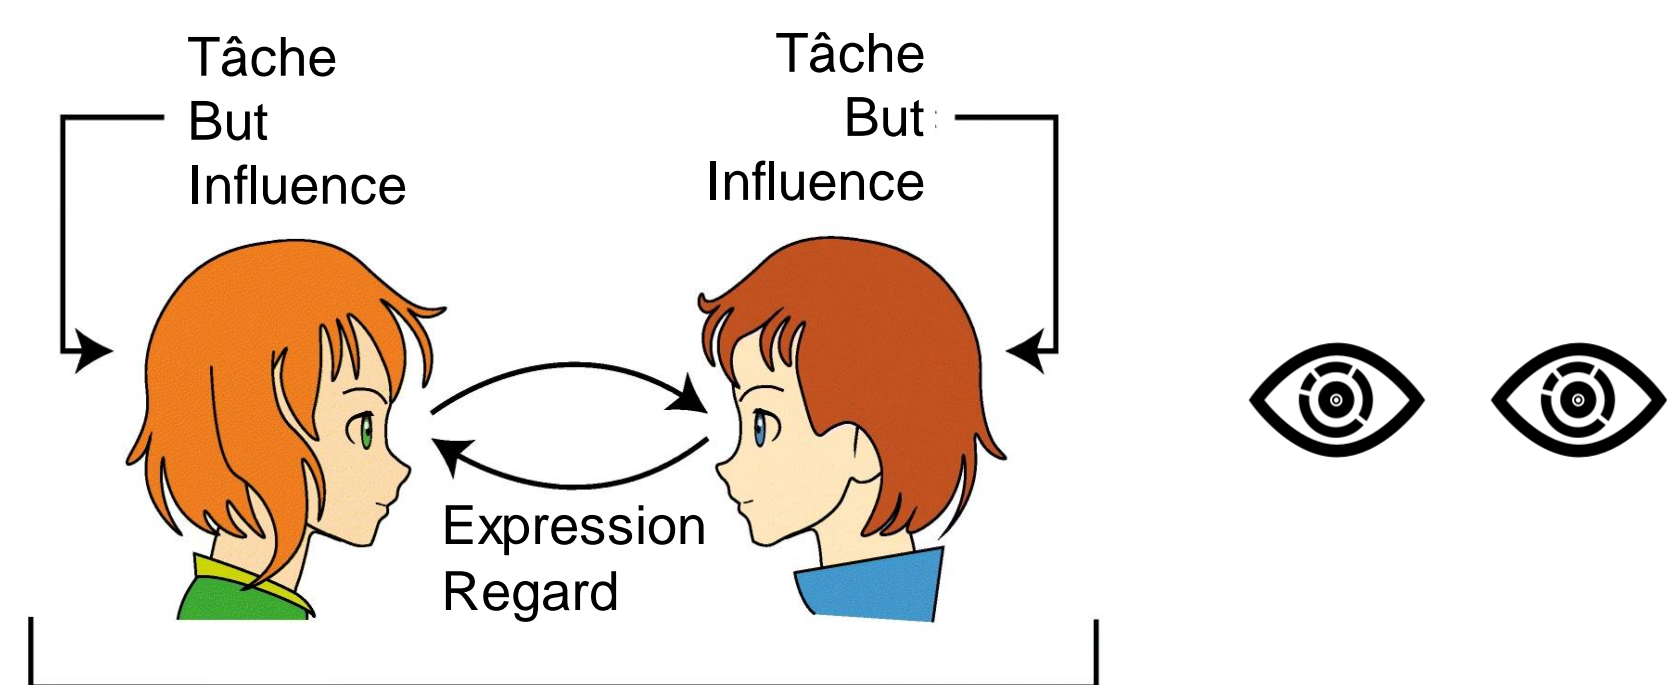 Tâche
But
Influence
Tâche
But
Influence
Expression
Regard